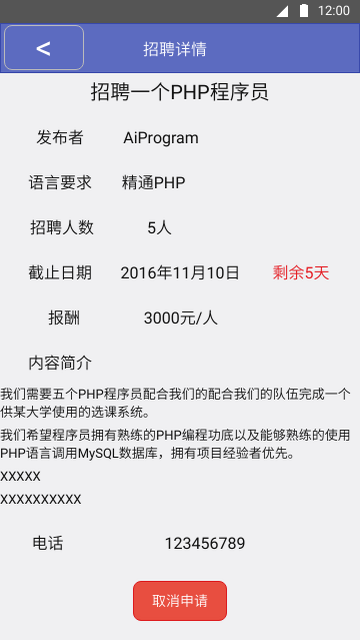 12:00
<
招聘详情
招聘一个PHP程序员
发布者 AiProgram
语言要求 精通PHP
招聘人数 5人
截止日期 2016年11月10日 剩余5天
报酬 3000元/人
内容简介
我们需要五个PHP程序员配合我们的配合我们的队伍完成一个
供某大学使用的选课系统。
我们希望程序员拥有熟练的PHP编程功底以及能够熟练的使用
PHP语言调用MySQL数据库，拥有项目经验者优先。
XXXXX
XXXXXXXXXX
电话 123456789
取消申请